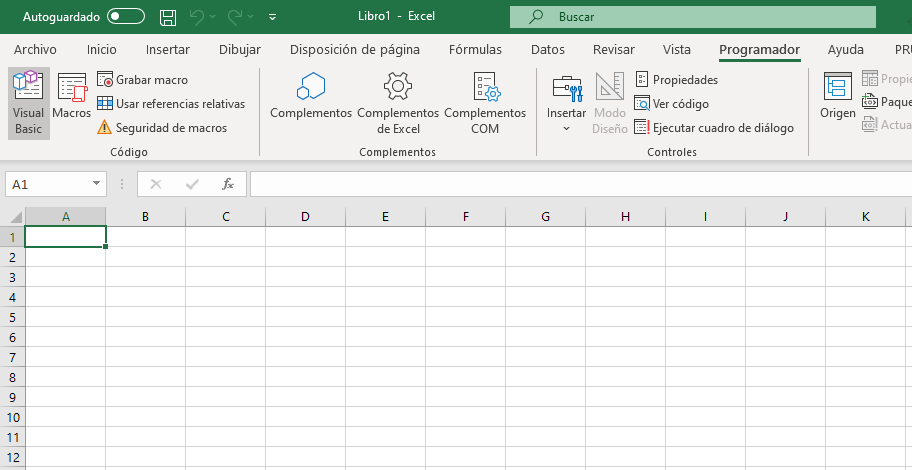 Autoguardado Libro1 - Excel Buscar
Archivo Inicio Insertar Dibujar Disposición de página Fórmulas Datos Revisar Vista Programador Ayuda PRU
Visual Basic
Macros
Grabar macro
Usar referencias relativas
Seguridad de macros
Código
Complementos
Complementos de Excel
Complementos COM
Complementos
Insertar
Modo Diseño
Propiedades
Ver código
Ejecutar cuadro de diálogo
Controles
Origen
Propie
Paque
Actua
A1 fx
A B C D E F G H I J K
1
2
3
4
5
6
7
8
9
10
11
12